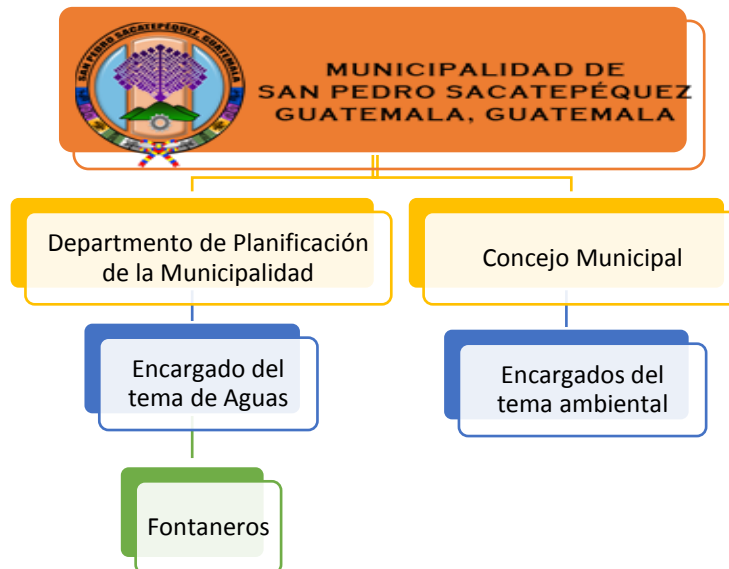 SAN PEDRO SACATEPÉQUEZ, GUATEMALA
MUNICIPALIDAD DE
SAN PEDRO SACATEPÉQUEZ
GUATEMALA, GUATEMALA
Departmento de Planificación
de la Municipalidad
Concejo Municipal
Encargado del
tema de Aguas
Encargados del
tema ambiental
Fontaneros